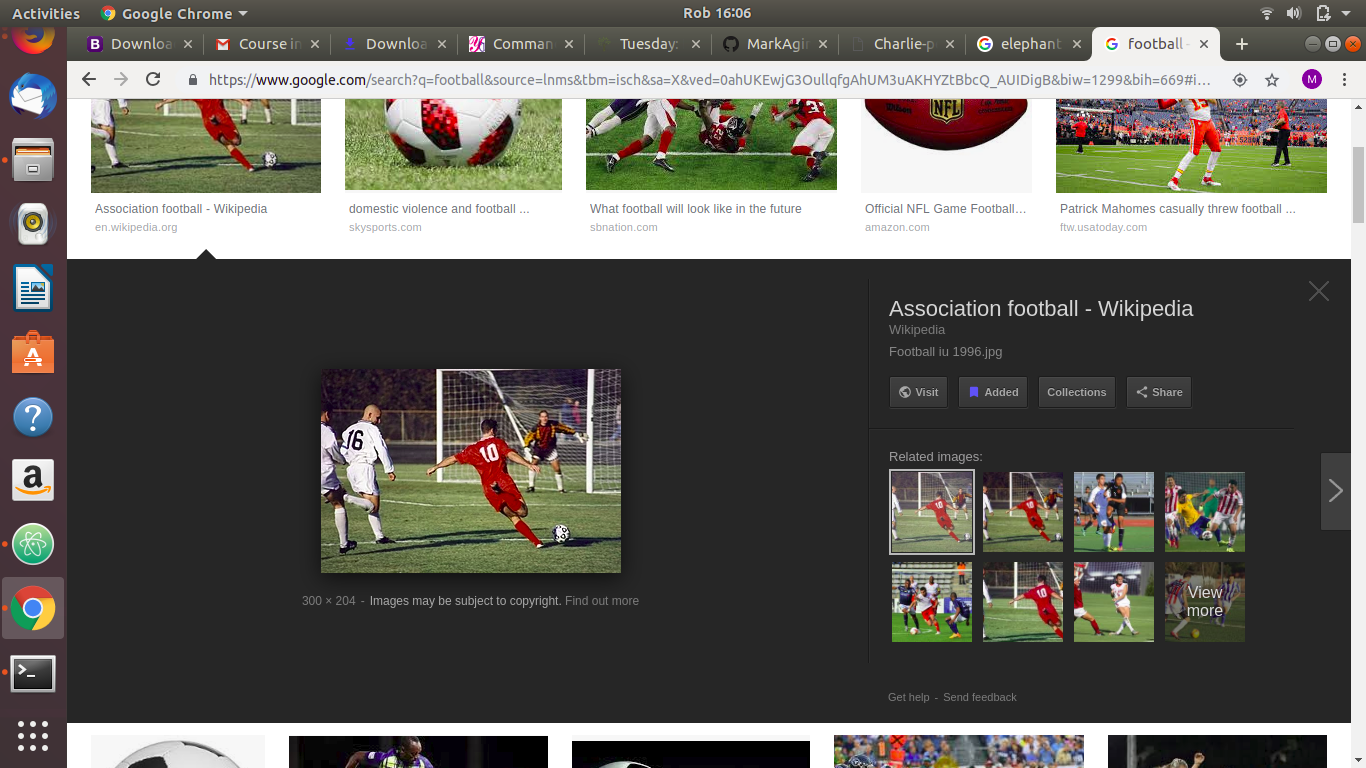 Activities Google Chrome Rob 16:06
Downloa Course in Downloa Comman Tuesday: MarkAgin Charlie-p elephant football -
https://www.google.com/search?q=football&source=lnms&tbm=isch&sa=X&ved=0ahUKEwjG3OullqfgAhUM3uAKHYZtBbcQ_AUIDigB&biw=1299&bih=669#i... M
NFL
Association football - Wikipedia domestic violence and football ... What football will look like in the future Official NFL Game Football... Patrick Mahomes casually threw football ...
en.wikipedia.org skysports.com sbnation.com amazon.com ftw.usatoday.com
Association football - Wikipedia
Wikipedia
Football iu 1996.jpg
Visit Added Collections Share
16 10
Related images:
View
more
300 × 204 - Images may be subject to copyright. Find out more
Get help - Send feedback